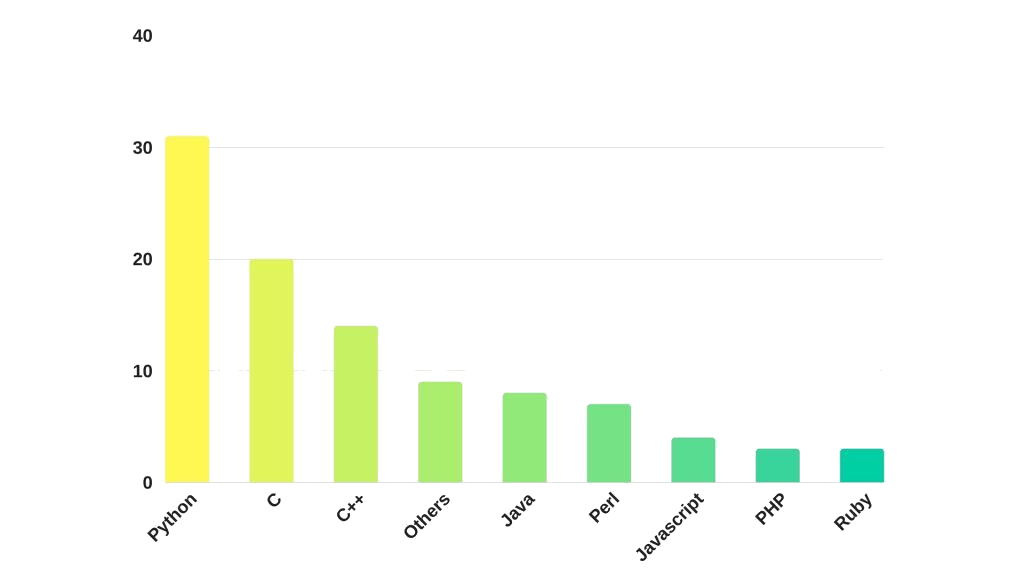 40
30
20
10
0
Python
C
C++
Others
Java
Perl
Javascript
PHP
Ruby